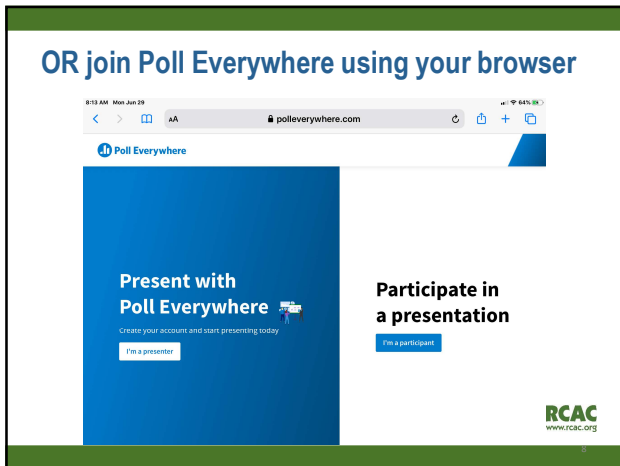 OR join Poll Everywhere using your browser
8:13 AM Mon Jun 29
64%
AA
polleverywhere.com
Poll Everywhere
Present with
Poll Everywhere
Create your account and start presenting today
I'm a presenter
Participate in
a presentation
I'm a participant
RCAC
www.rcac.org
8